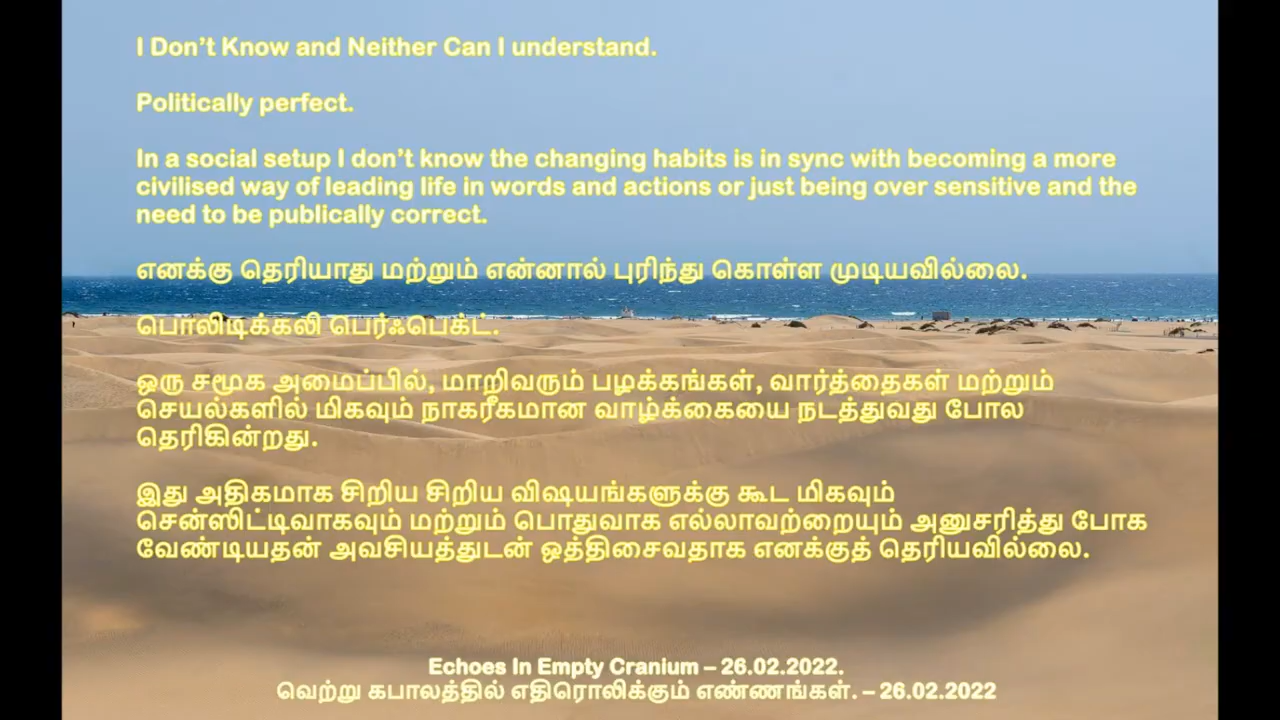 I Don’t Know and Neither Can I understand.
Politically perfect.
In a social setup I don’t know the changing habits is in sync with becoming a more
civilised way of leading life in words and actions or just being over sensitive and the
need to be publically correct.
எனக்கு தெரியாது மற்றும் என்னால் புரிந்து கொள்ள முடியவில்லை.
பொலிடிக்கலி பெர்ஃபெக்ட்.
ஒரு சமூக அமைப்பில், மாறிவரும் பழக்கங்கள், வார்த்தைகள் மற்றும்
செயல்களில் மிகவும் நாகரீகமான வாழ்க்கையை நடத்துவது போல
தெரிகின்றது.
இது அதிகமாக சிறிய சிறிய விஷயங்களுக்கு கூட மிகவும்
சென்ஸிட்டிவாகவும் மற்றும் பொதுவாக எல்லாவற்றையும் அனுசரித்து போக
வேண்டியதன் அவசியத்துடன் ஒத்திசைவதாக எனக்குத் தெரியவில்லை.
Echoes In Empty Cranium – 26.02.2022.
வெற்று கபாலத்தில் எதிரொலிக்கும் எண்ணங்கள். – 26.02.2022